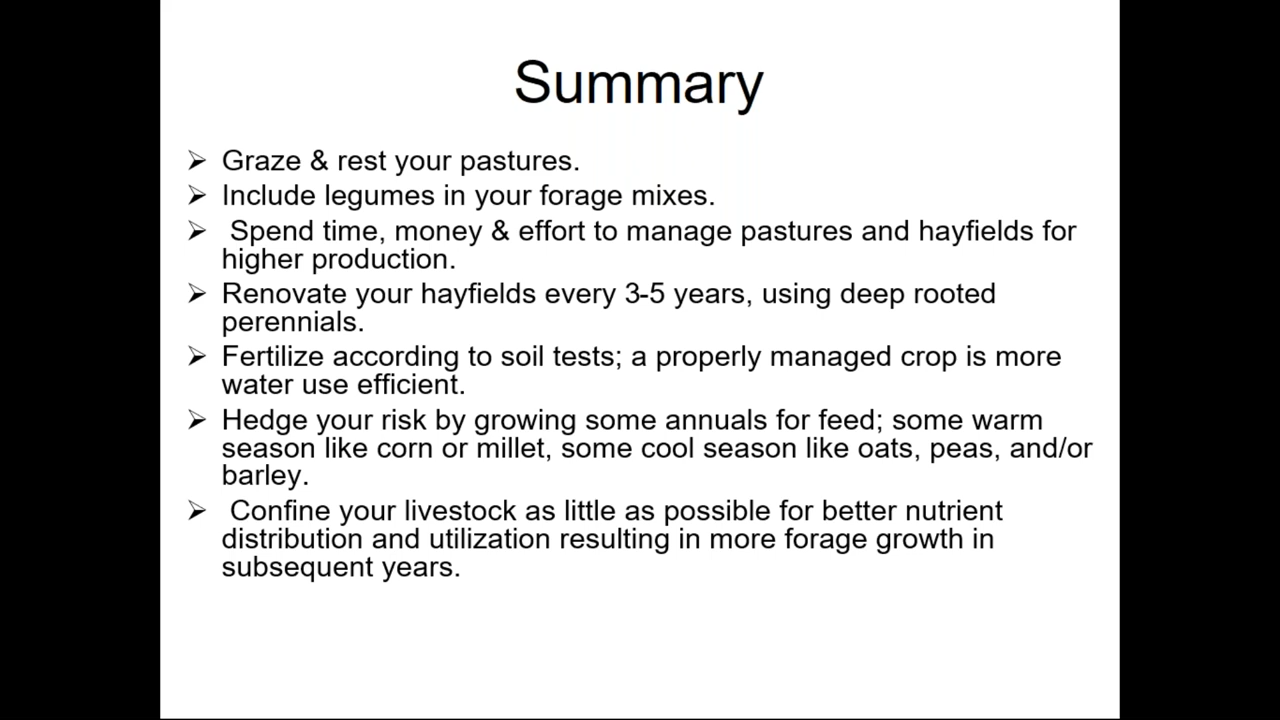 Summary
➢ Graze & rest your pastures.
➢ Include legumes in your forage mixes.
➢ Spend time, money & effort to manage pastures and hayfields for
higher production.
➢ Renovate your hayfields every 3-5 years, using deep rooted
perennials.
➢ Fertilize according to soil tests; a properly managed crop is more
water use efficient.
➢ Hedge your risk by growing some annuals for feed; some warm
season like corn or millet, some cool season like oats, peas, and/or
barley.
➢ Confine your livestock as little as possible for better nutrient
distribution and utilization resulting in more forage growth in
subsequent years.